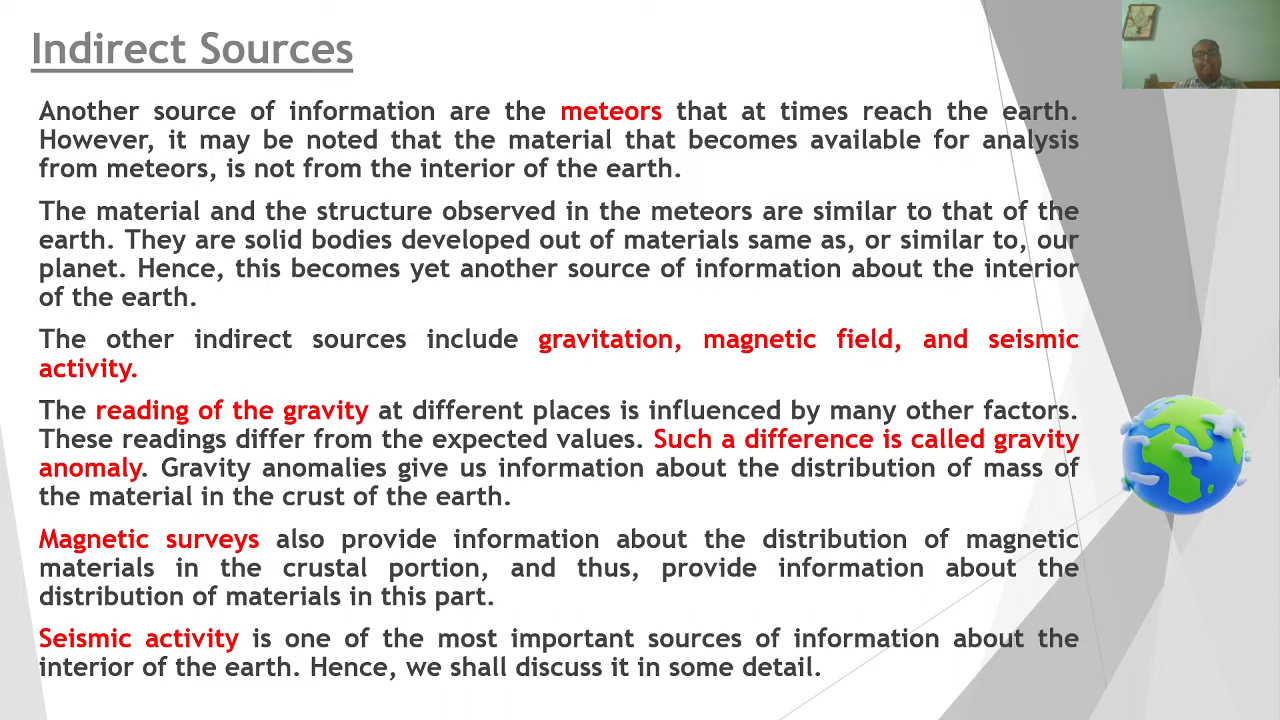 Indirect Sources
Another source of information are the meteors that at times reach the earth.
However, it may be noted that the material that becomes available for analysis
from meteors, is not from the interior of the earth.
The material and the structure observed in the meteors are similar to that of the
earth. They are solid bodies developed out of materials same as, or similar to, our
planet. Hence, this becomes yet another source of information about the interior
of the earth.
The other indirect sources include gravitation, magnetic field, and seismic
activity.
The reading of the gravity at different places is influenced by many other factors.
These readings differ from the expected values. Such a difference is called gravity
anomaly. Gravity anomalies give us information about the distribution of mass of
the material in the crust of the earth.
Magnetic surveys also provide information about the distribution of magnetic
materials in the crustal portion, and thus, provide information about the
distribution of materials in this part.
Seismic activity is one of the most important sources of information about the
interior of the earth. Hence, we shall discuss it in some detail.